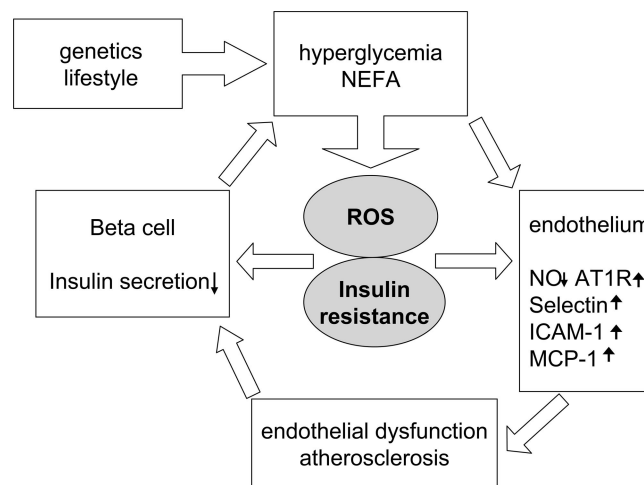 genetics
lifestyle
hyperglycemia
NEFA
ROS
Insulin
resistance
Beta cell
Insulin secretion↓
endothelium
NO↓ AT1R↑
Selectin↑
ICAM-1↑
MCP-1↑
endothelial dysfunction
atherosclerosis